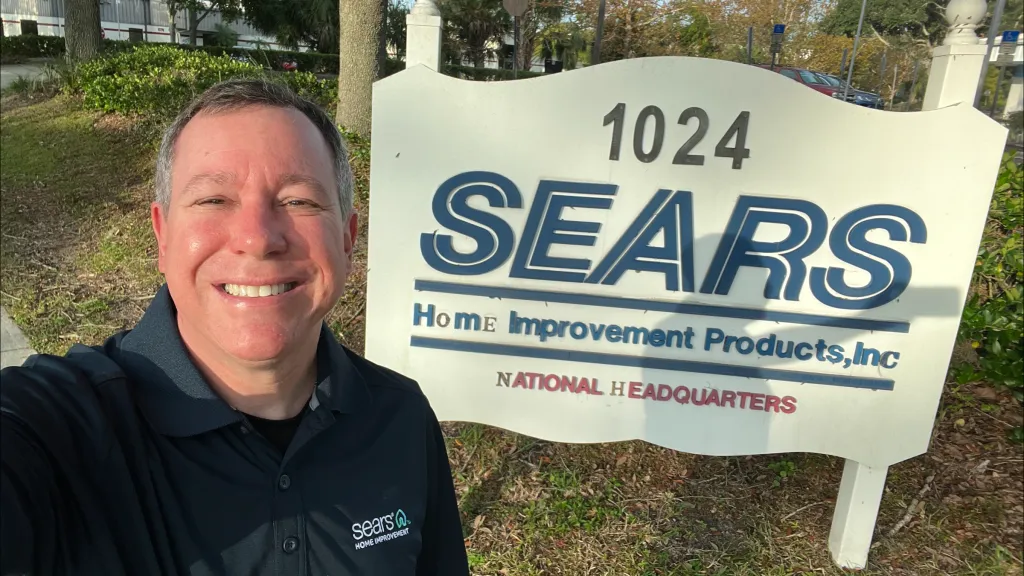 1024
SEARS
Home Improvement Products,Inc
NATIONAL HEADQUARTERS
sears
HOME IMPROVEMENT